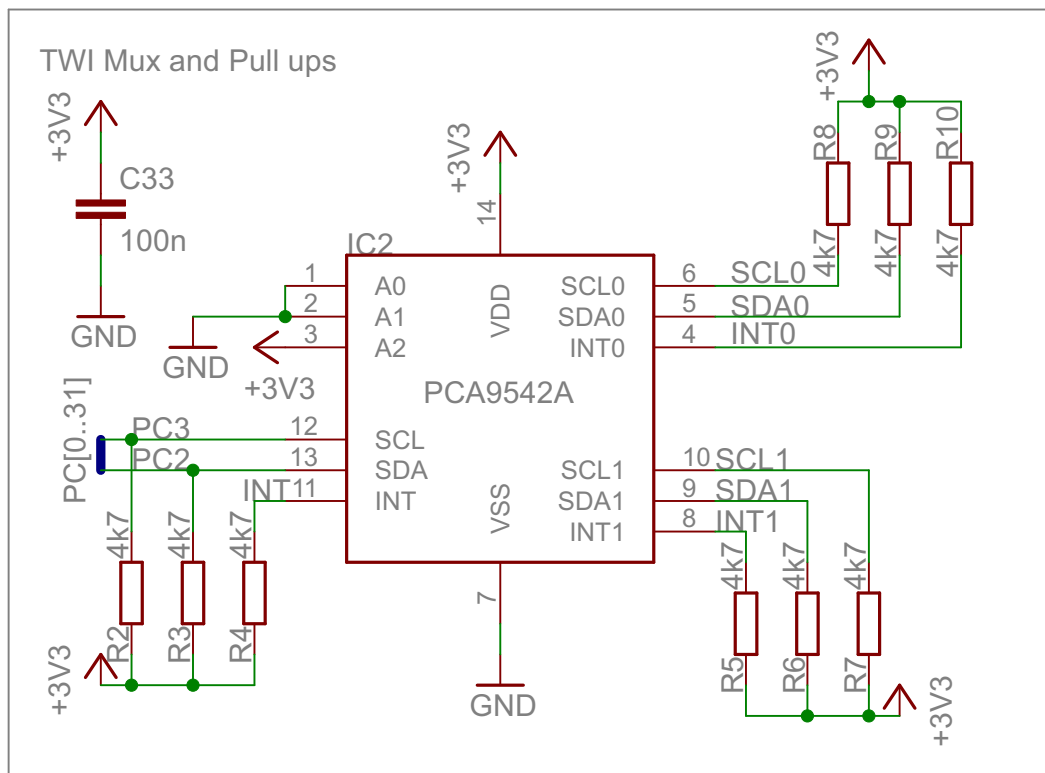 TWI Mux and Pull ups
+3V3
C33
100n
GND
+3V3
14
IC2
VDD
PCA9542A
VSS
7
GND
1
A0
2
A1
3
A2
GND
+3V3
PC[0..31]
PC3
12
SCL
PC2
13
SDA
INT
11
INT
4k7
R2
4k7
R3
4k7
R4
+3V3
+3V3
R8
4k7
R9
4k7
R10
4k7
SCL0
6
SCL0
SDA0
5
SDA0
INT0
4
INT0
SCL1
10
SCL1
SDA1
9
SDA1
INT1
8
INT1
4k7
R5
4k7
R6
4k7
R7
+3V3